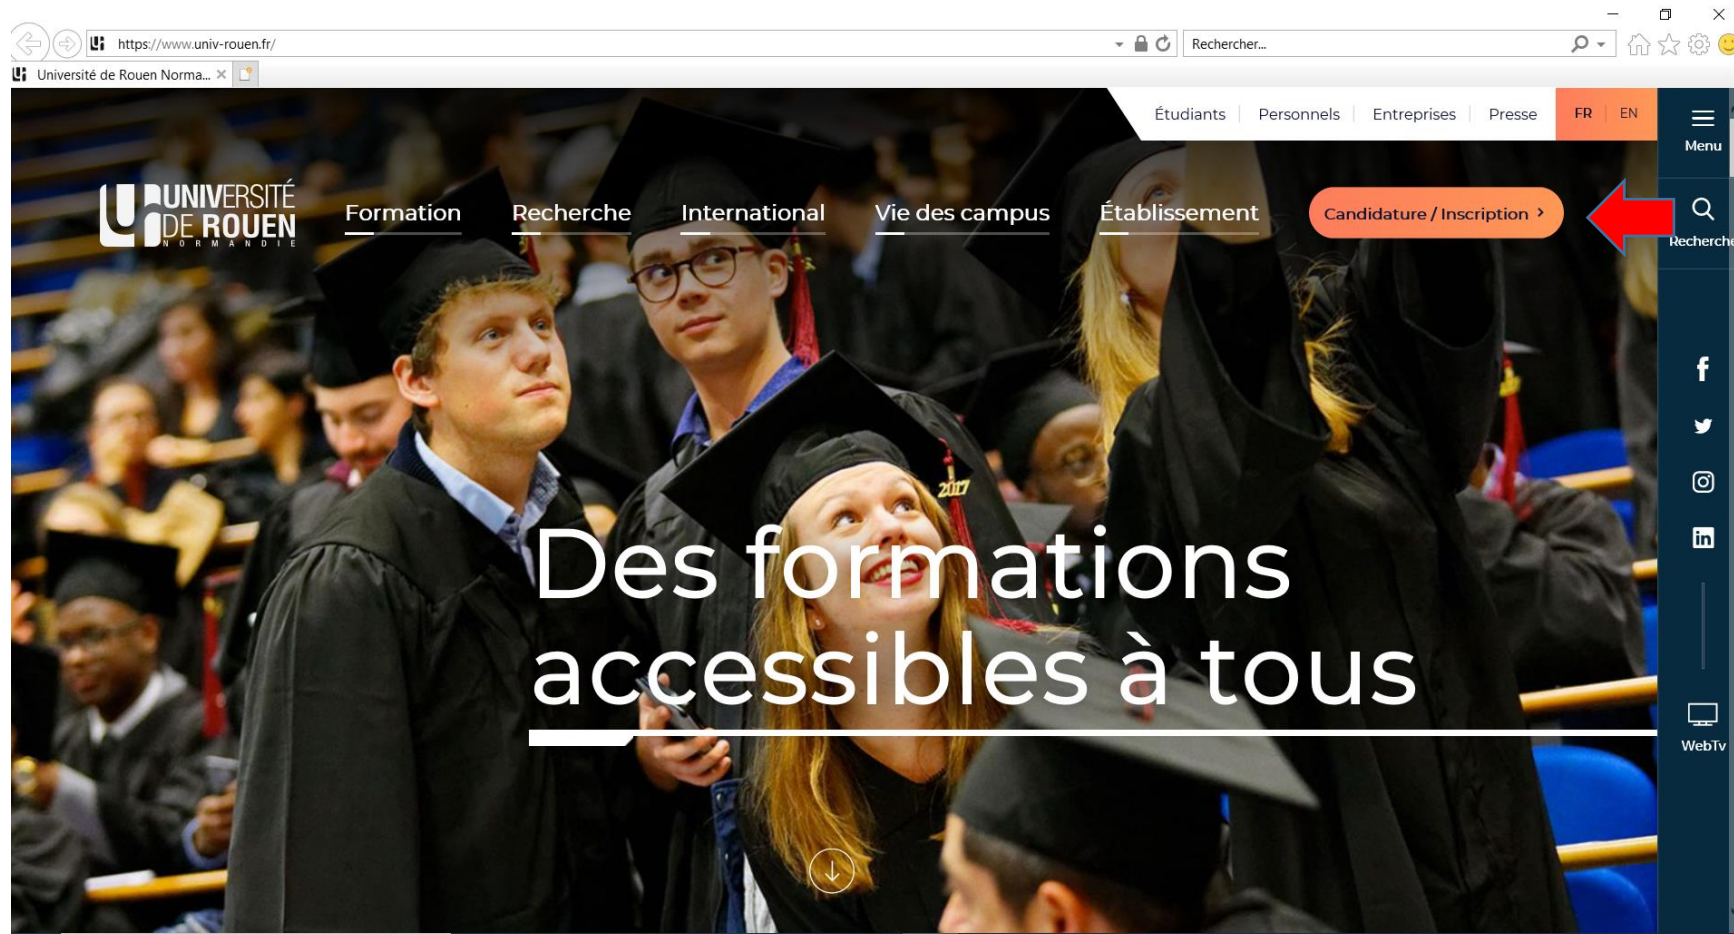 https://www.univ-rouen.fr/
Rechercher...
Université de Rouen Norma...
Étudiants
Personnels
Entreprises
Presse
FR
EN
Menu
UNIVERSITÉ
DE ROUEN
NORMANDIE
Formation
Recherche
International
Vie des campus
Établissement
Candidature / Inscription >
Recherche
2017
Des formations
accessibles à tous
WebTv